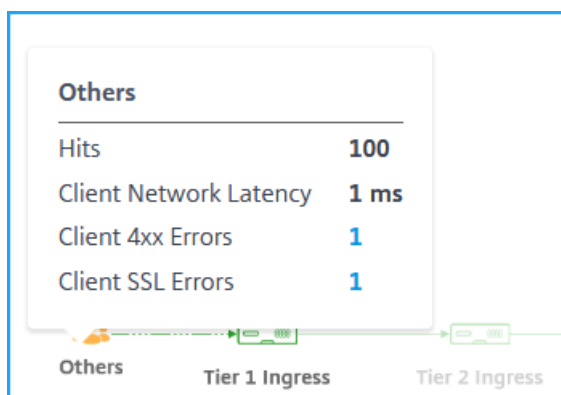 Others
Hits 100
Client Network Latency 1 ms
Client 4xx Errors 1
Client SSL Errors 1
Others
Tier 1 Ingress
Tier 2 Ingress